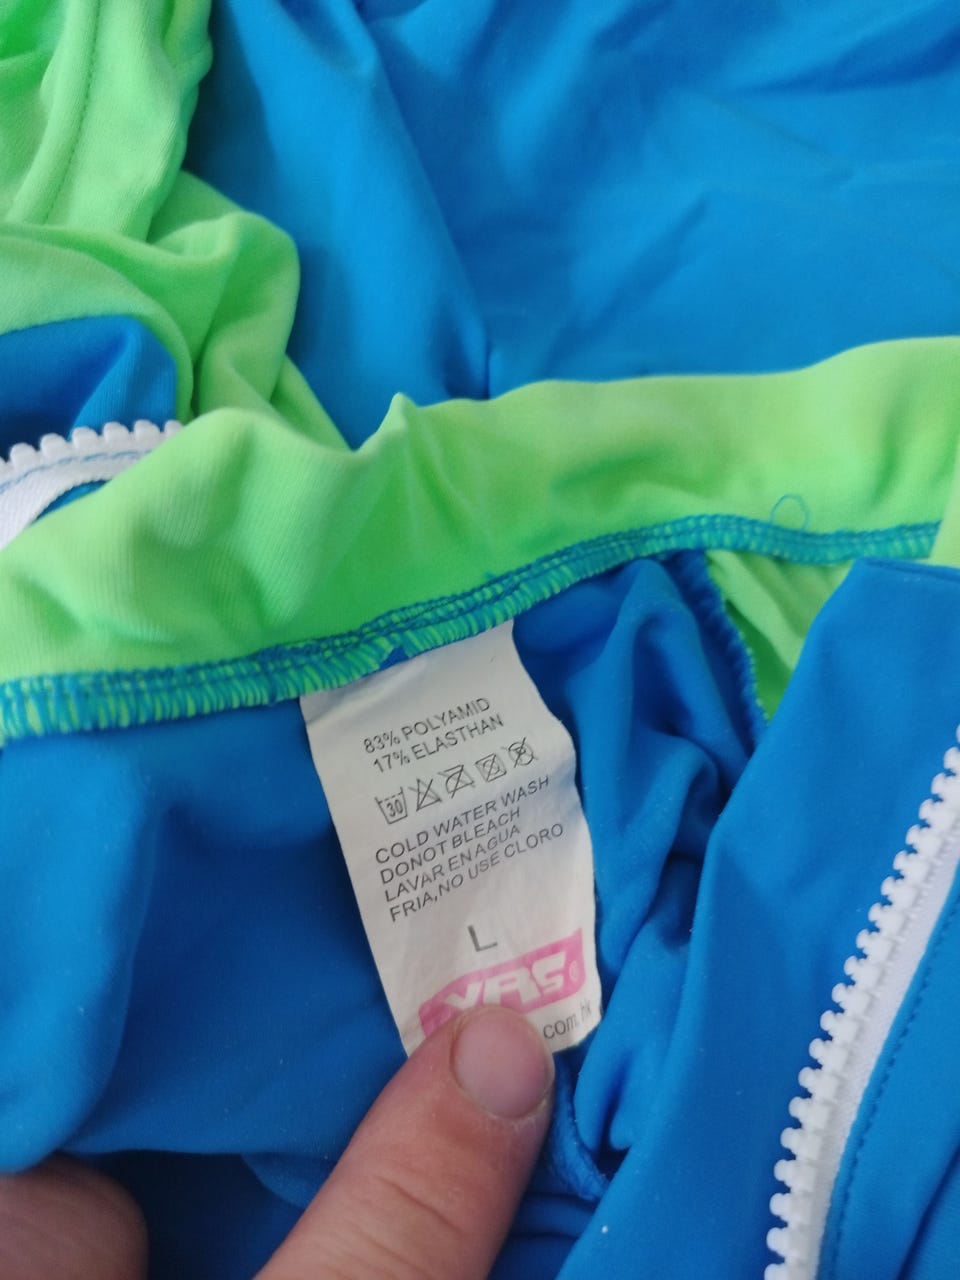 83% POLYAMID
17% ELASTHAN
30
COLD WATER WASH
DONOT BLEACH
LAVAR EN AGUA
FRIA,NO USE CLORO
L
YRS®
com.hk